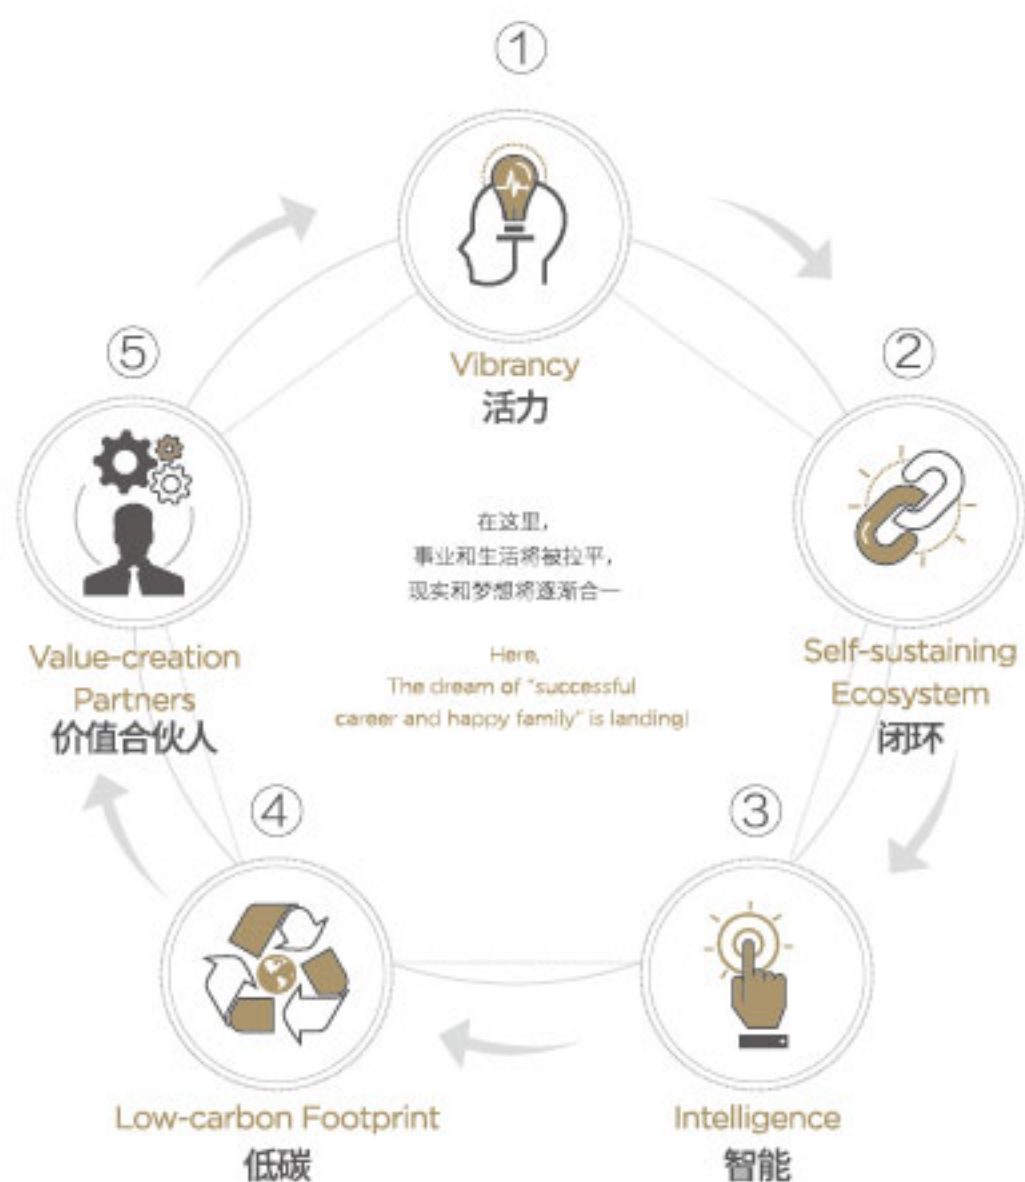 ①
Vibrancy
活力
②
Self-sustaining
Ecosystem
闭环
③
Intelligence
智能
④
Low-carbon Footprint
低碳
⑤
Value-creation
Partners
价值合伙人
在这里，
事业和生活将被拉平，
现实和梦想将逐渐合一
Here,
The dream of "successful
career and happy family" is landing!